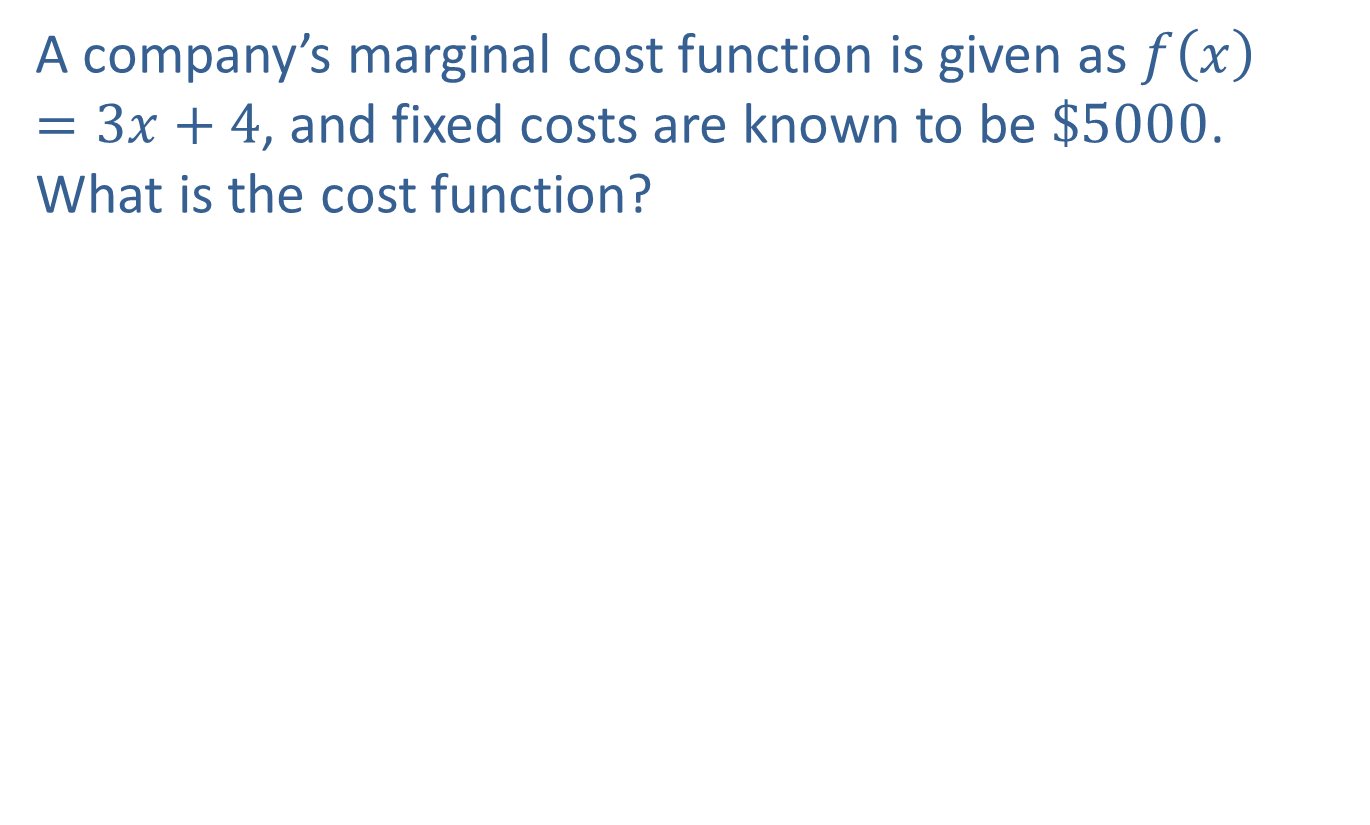 A company’s marginal cost function is given as 𝑓(𝑥)
= 3𝑥 + 4, and fixed costs are known to be $5000.
What is the cost function?